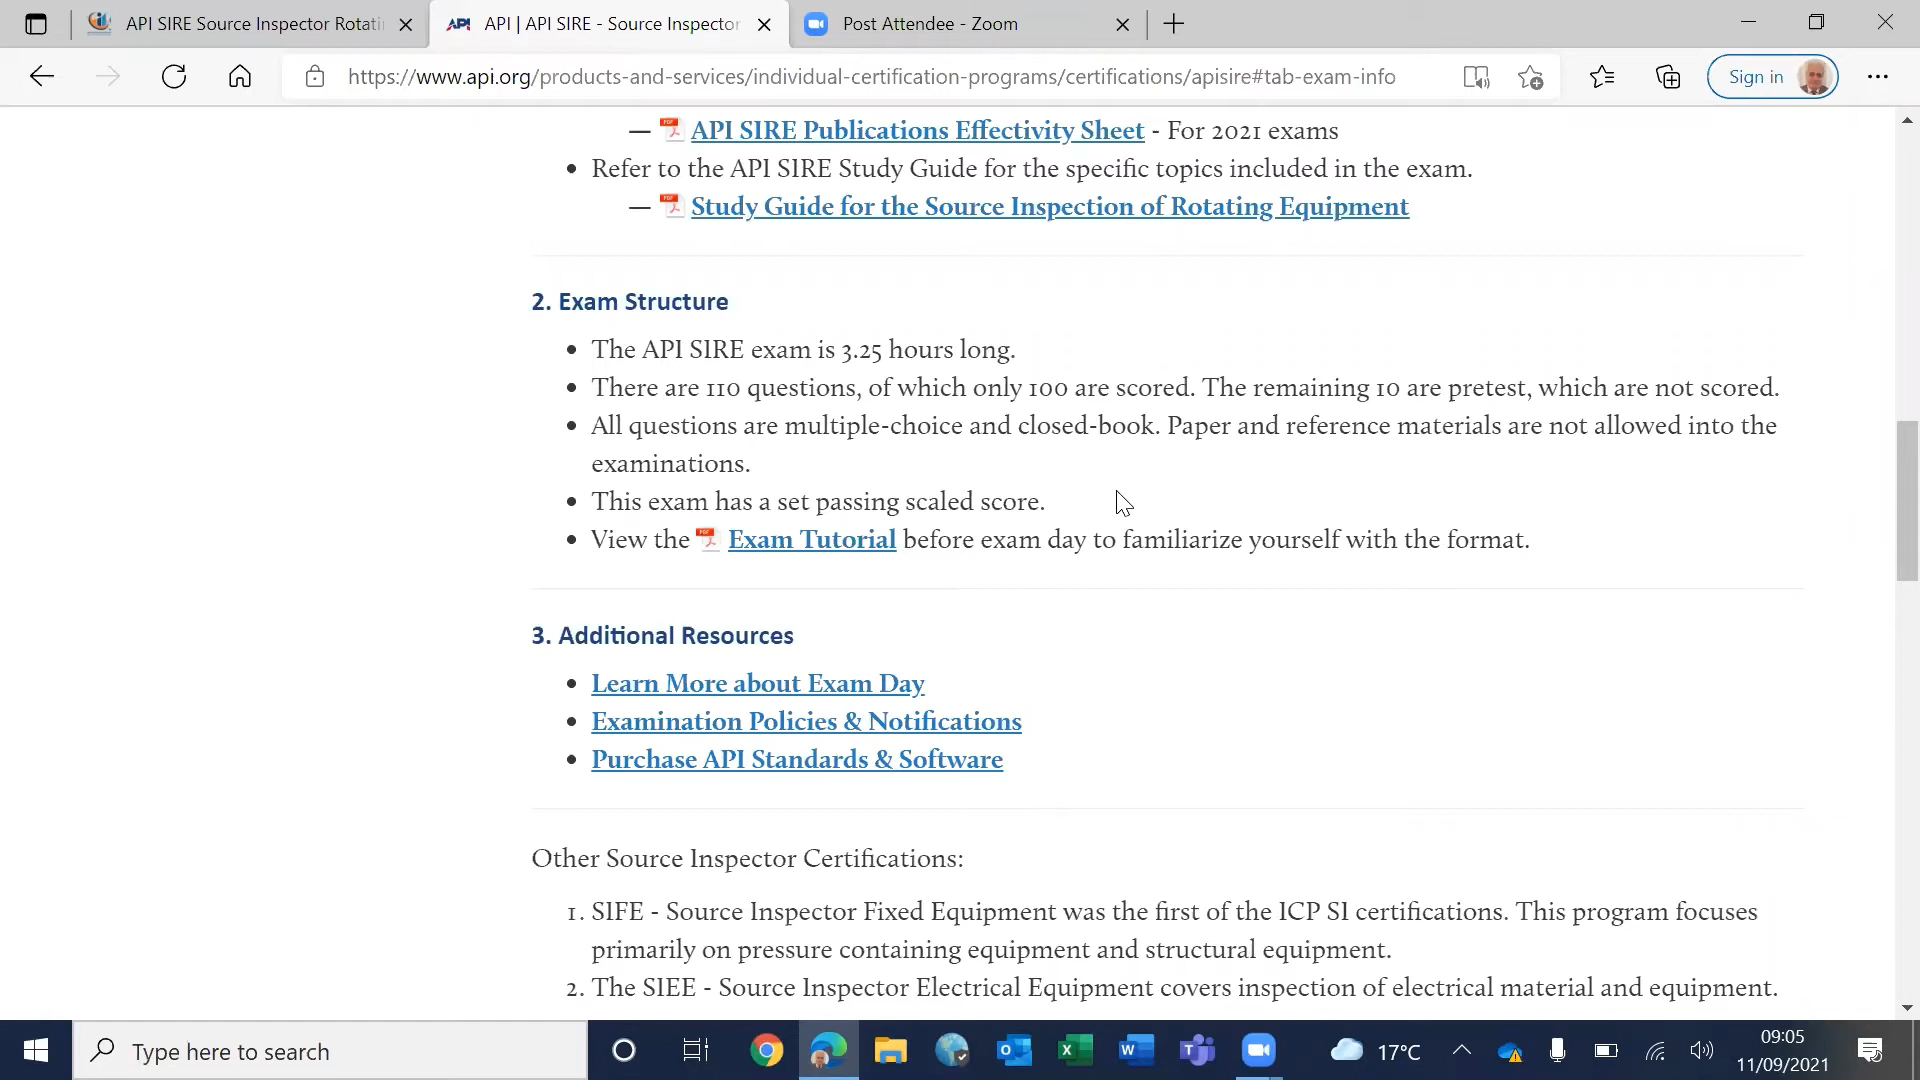 API SIRE Source Inspector Rotati
API | API SIRE - Source Inspector
Post Attendee - Zoom
https://www.api.org/products-and-services/individual-certification-programs/certifications/apisire#tab-exam-info
Sign in
— API SIRE Publications Effectivity Sheet - For 2021 exams
• Refer to the API SIRE Study Guide for the specific topics included in the exam.
— Study Guide for the Source Inspection of Rotating Equipment
2. Exam Structure
• The API SIRE exam is 3.25 hours long.
• There are 110 questions, of which only 100 are scored. The remaining 10 are pretest, which are not scored.
• All questions are multiple-choice and closed-book. Paper and reference materials are not allowed into the
examinations.
• This exam has a set passing scaled score.
• View the Exam Tutorial before exam day to familiarize yourself with the format.
3. Additional Resources
• Learn More about Exam Day
• Examination Policies & Notifications
• Purchase API Standards & Software
Other Source Inspector Certifications:
1. SIFE - Source Inspector Fixed Equipment was the first of the ICP SI certifications. This program focuses
primarily on pressure containing equipment and structural equipment.
2. The SIEE - Source Inspector Electrical Equipment covers inspection of electrical material and equipment.
Type here to search
17°C
09:05
11/09/2021